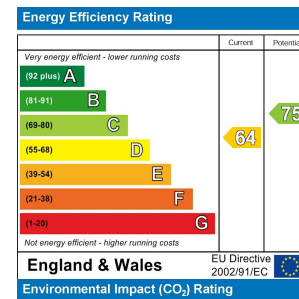 Energy Efficiency Rating
Current
Very energy efficient - lower running costs
(92 plus) A
(81-91) B
(69-80) C
75
(55-68) D
64
(39-54) E
(21-38) F
(1-20) G
Not energy efficient - higher running costs
England & Wales
EU Directive
2002/91/EC
Environmental Impact (CO₂) Rating